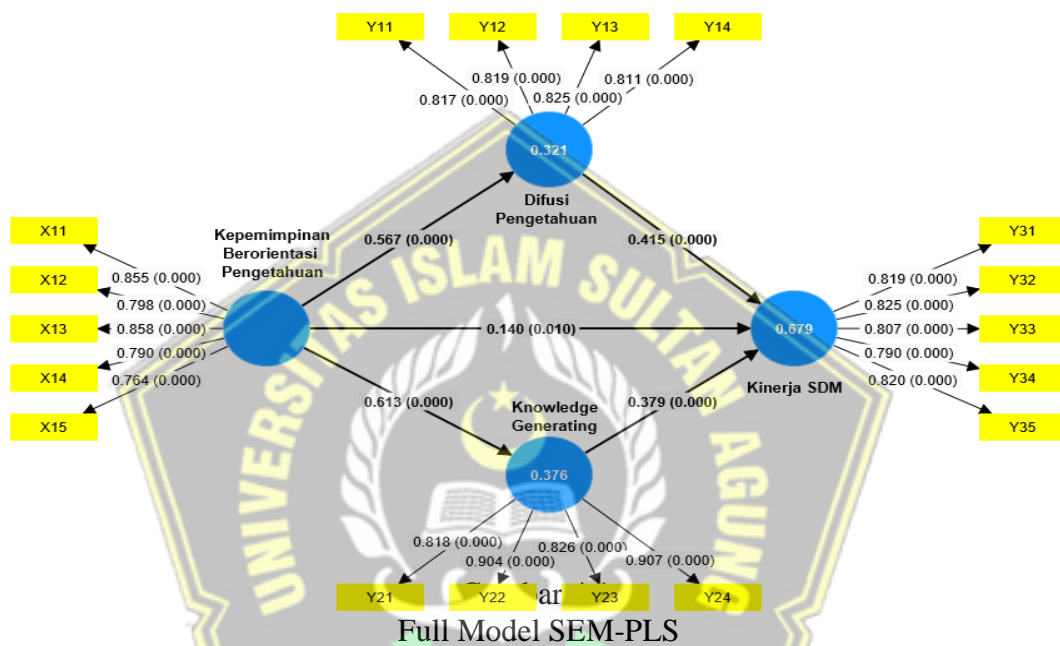 Y11
Y12
Y13
Y14
0.817 (0.000)
0.819 (0.000)
0.825 (0.000)
0.811 (0.000)
0.321
Difusi
Pengetahuan
X11
X12
X13
X14
X15
0.855 (0.000)
0.798 (0.000)
0.858 (0.000)
0.790 (0.000)
0.764 (0.000)
Kepemimpinan
Berorientasi
Pengetahuan
0.567 (0.000)
0.415 (0.000)
0.140 (0.010)
0.613 (0.000)
0.379 (0.000)
0.679
Kinerja SDM
0.819 (0.000)
0.825 (0.000)
0.807 (0.000)
0.790 (0.000)
0.820 (0.000)
Y31
Y32
Y33
Y34
Y35
Knowledge
Generating
0.376
0.818 (0.000)
0.904 (0.000)
0.826 (0.000)
0.907 (0.000)
Y21
Y22
Y23
Y24
UNIVERSITAS ISLAM SULTAN AGUNG
Full Model SEM-PLS